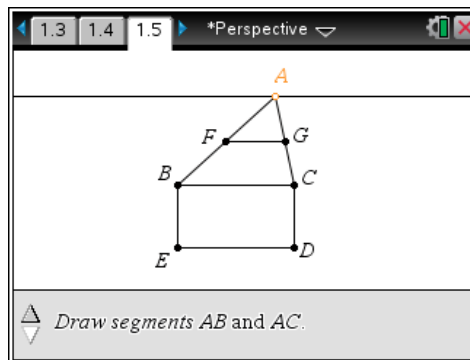 1.3 1.4 1.5 *Perspective
A
F G
B C
E D
Draw segments AB and AC.